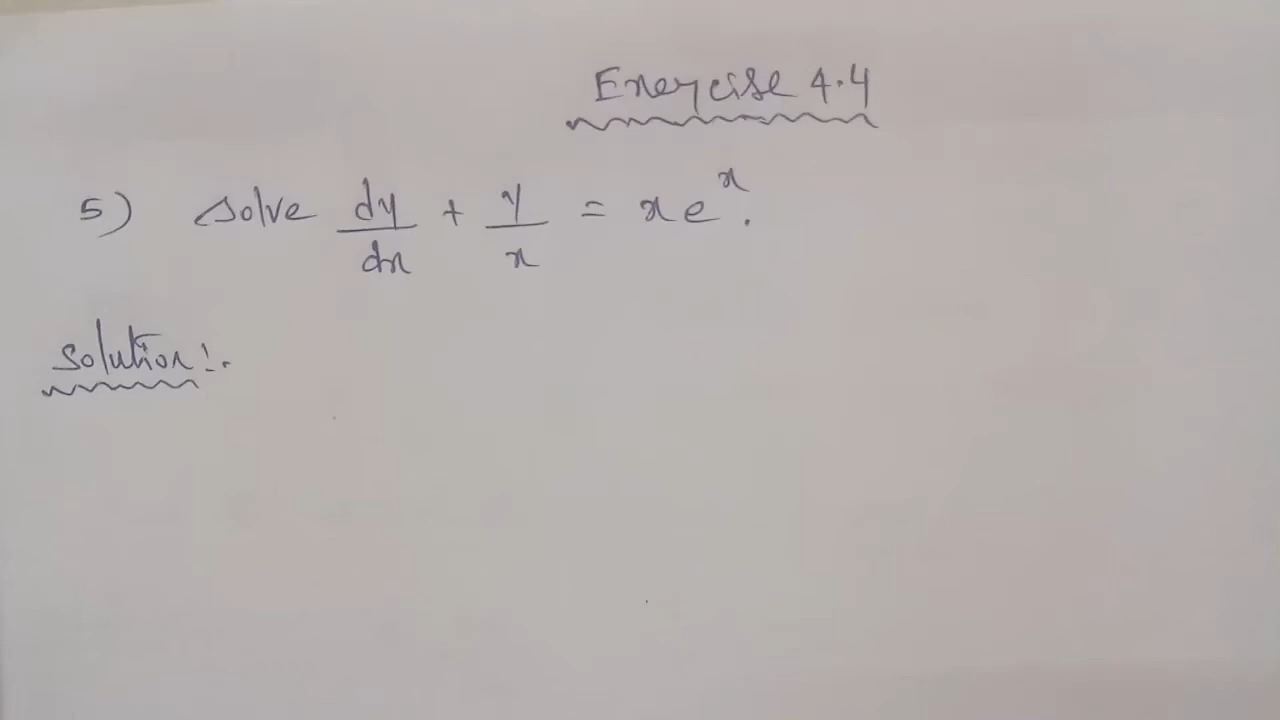 Exercise 4.4
5) Solve dy/dx + y/x = xe^x.
Solution:.